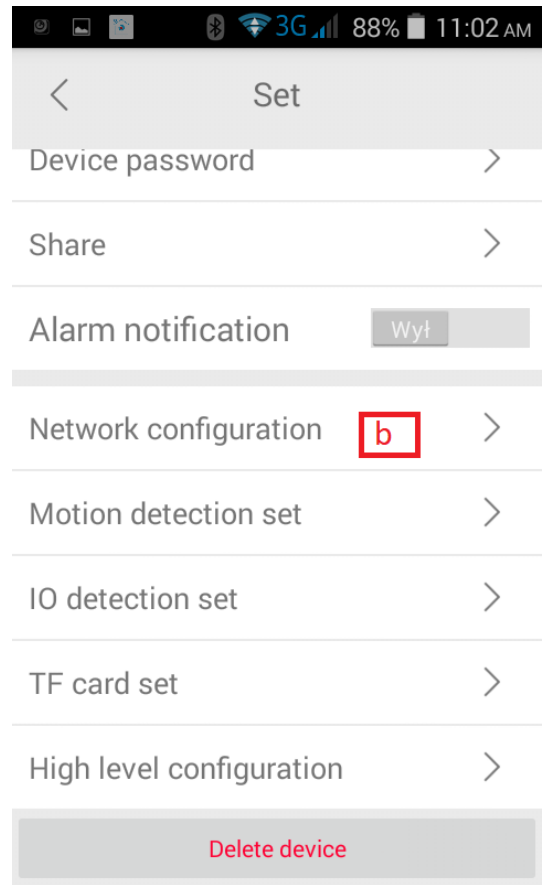 3G 88% 11:02 AM
Set
Device password
Share
Alarm notification Wył
Network configuration b
Motion detection set
IO detection set
TF card set
High level configuration
Delete device